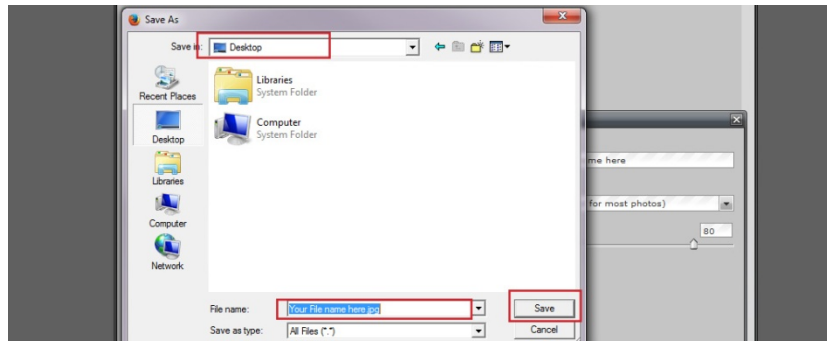 Save As
Save in:
Desktop
Recent Places
Desktop
Libraries
Computer
Network
Libraries
System Folder
Computer
System Folder
File name:
Your File name here.jpg
Save
Save as type:
All Files (*.*)
Cancel
me here
for most photos)
80